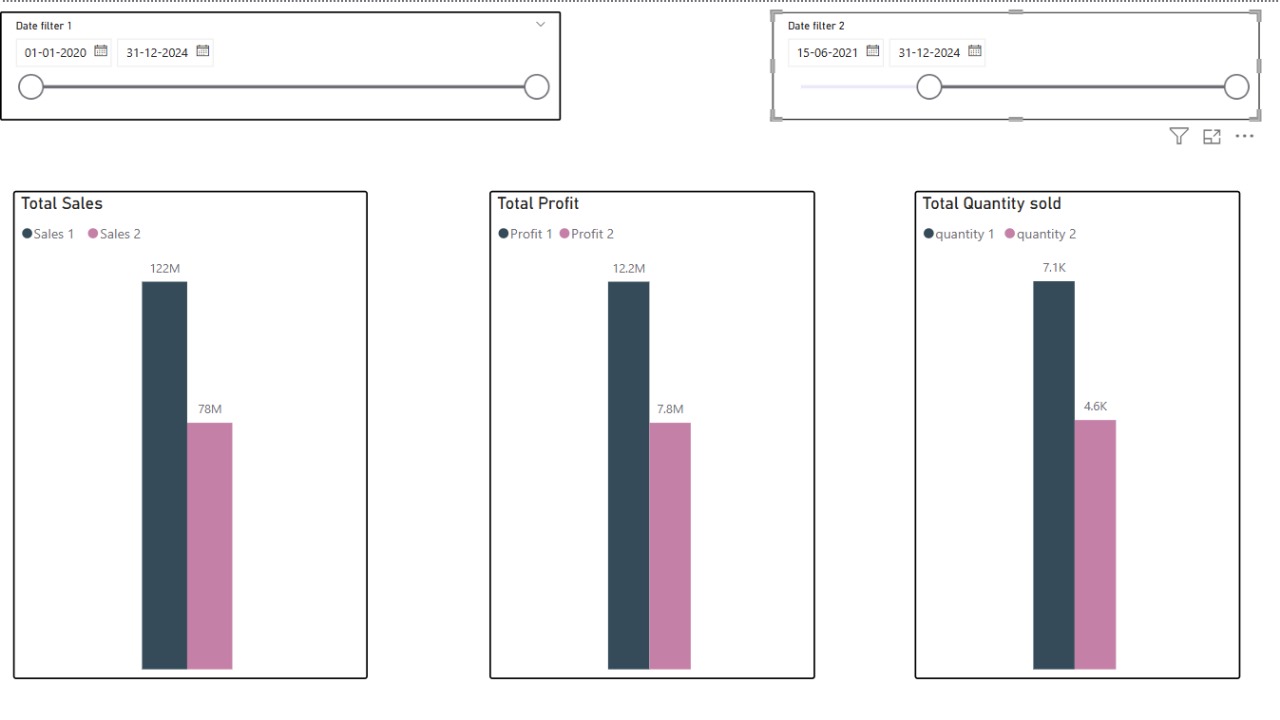 Date filter 1
01-01-2020 31-12-2024
Date filter 2
15-06-2021 31-12-2024
Total Sales
Sales 1 Sales 2
122M
78M
Total Profit
Profit 1 Profit 2
12.2M
7.8M
Total Quantity sold
quantity 1 quantity 2
7.1K
4.6K